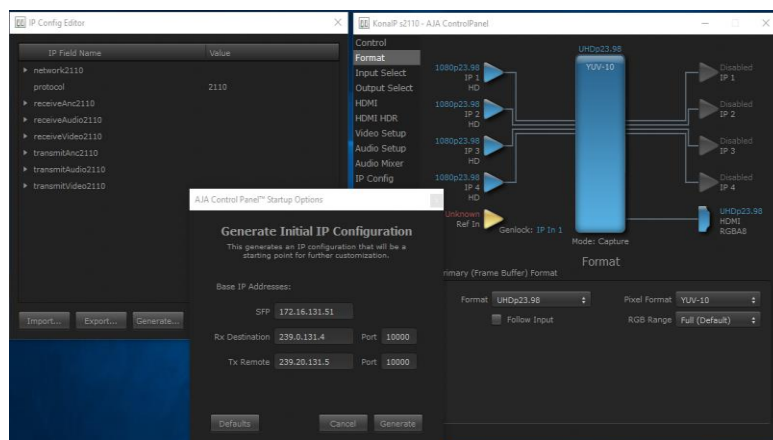 IP Config Editor
IP Field Name Value
network2110
protocol 2110
receiveAnc2110
receiveAudio2110
receiveVideo2110
transmitAnc2110
transmitAudio2110
transmitVideo2110
Import... Export... Generate...
KonaIP s2110 - AJA ControlPanel
Control
Format
Input Select
Output Select
HDMI
HDMI HDR
Video Setup
Audio Setup
Audio Mixer
IP Config
1080p23.98
IP 1
HD
1080p23.98
IP 2
HD
1080p23.98
IP 3
HD
1080p23.98
IP 4
HD
Unknown
Ref In
Genlock: IP In 1
UHDp23.98
YUV-10
Mode: Capture
Disabled
IP 1
Disabled
IP 2
Disabled
IP 3
Disabled
IP 4
UHDp23.98
HDMI
RGBA8
Format
rimary (Frame Buffer) Format
Format UHDp23.98 Pixel Format YUV-10
Follow Input RGB Range Full (Default)
AJA Control Panel™ Startup Options
Generate Initial IP Configuration
This generates an IP configuration that will be a
starting point for further customization.
Base IP Addresses:
SFP 172.16.131.51
Rx Destination 239.0.131.4 Port 10000
Tx Remote 239.20.131.5 Port 10000
Defaults Cancel Generate